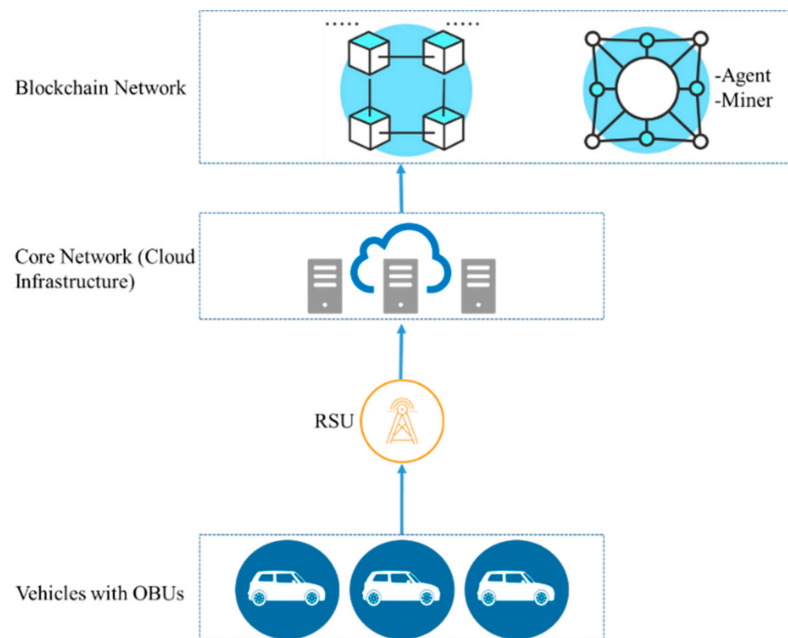 Blockchain Network
-Agent
-Miner
Core Network (Cloud
Infrastructure)
RSU
Vehicles with OBUs